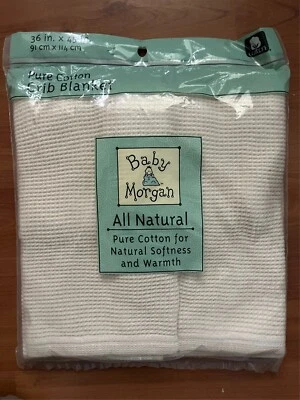 36 in. x 45 in.
91 cm x 114 cm
Pure Cotton
Crib Blanket
Baby
Morgan
All Natural
Pure Cotton for
Natural Softness
and Warmth